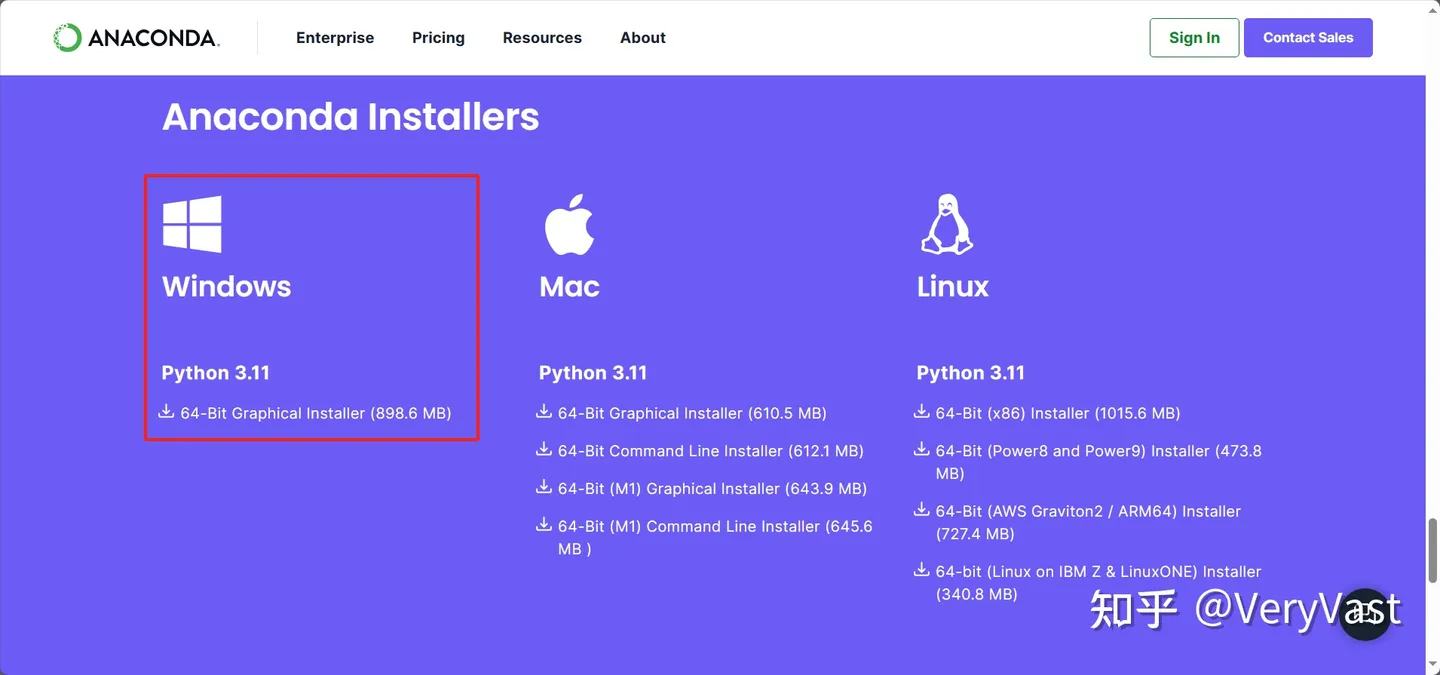 ANACONDA.
Enterprise
Pricing
Resources
About
Sign In
Contact Sales
Anaconda Installers
Windows
Python 3.11
64-Bit Graphical Installer (898.6 MB)
Mac
Python 3.11
64-Bit Graphical Installer (610.5 MB)
64-Bit Command Line Installer (612.1 MB)
64-Bit (M1) Graphical Installer (643.9 MB)
64-Bit (M1) Command Line Installer (645.6
MB )
Linux
Python 3.11
64-Bit (x86) Installer (1015.6 MB)
64-Bit (Power8 and Power9) Installer (473.8
MB)
64-Bit (AWS Graviton2 / ARM64) Installer
(727.4 MB)
64-bit (Linux on IBM Z & LinuxONE) Installer
(340.8 MB)
知乎 @VeryVast